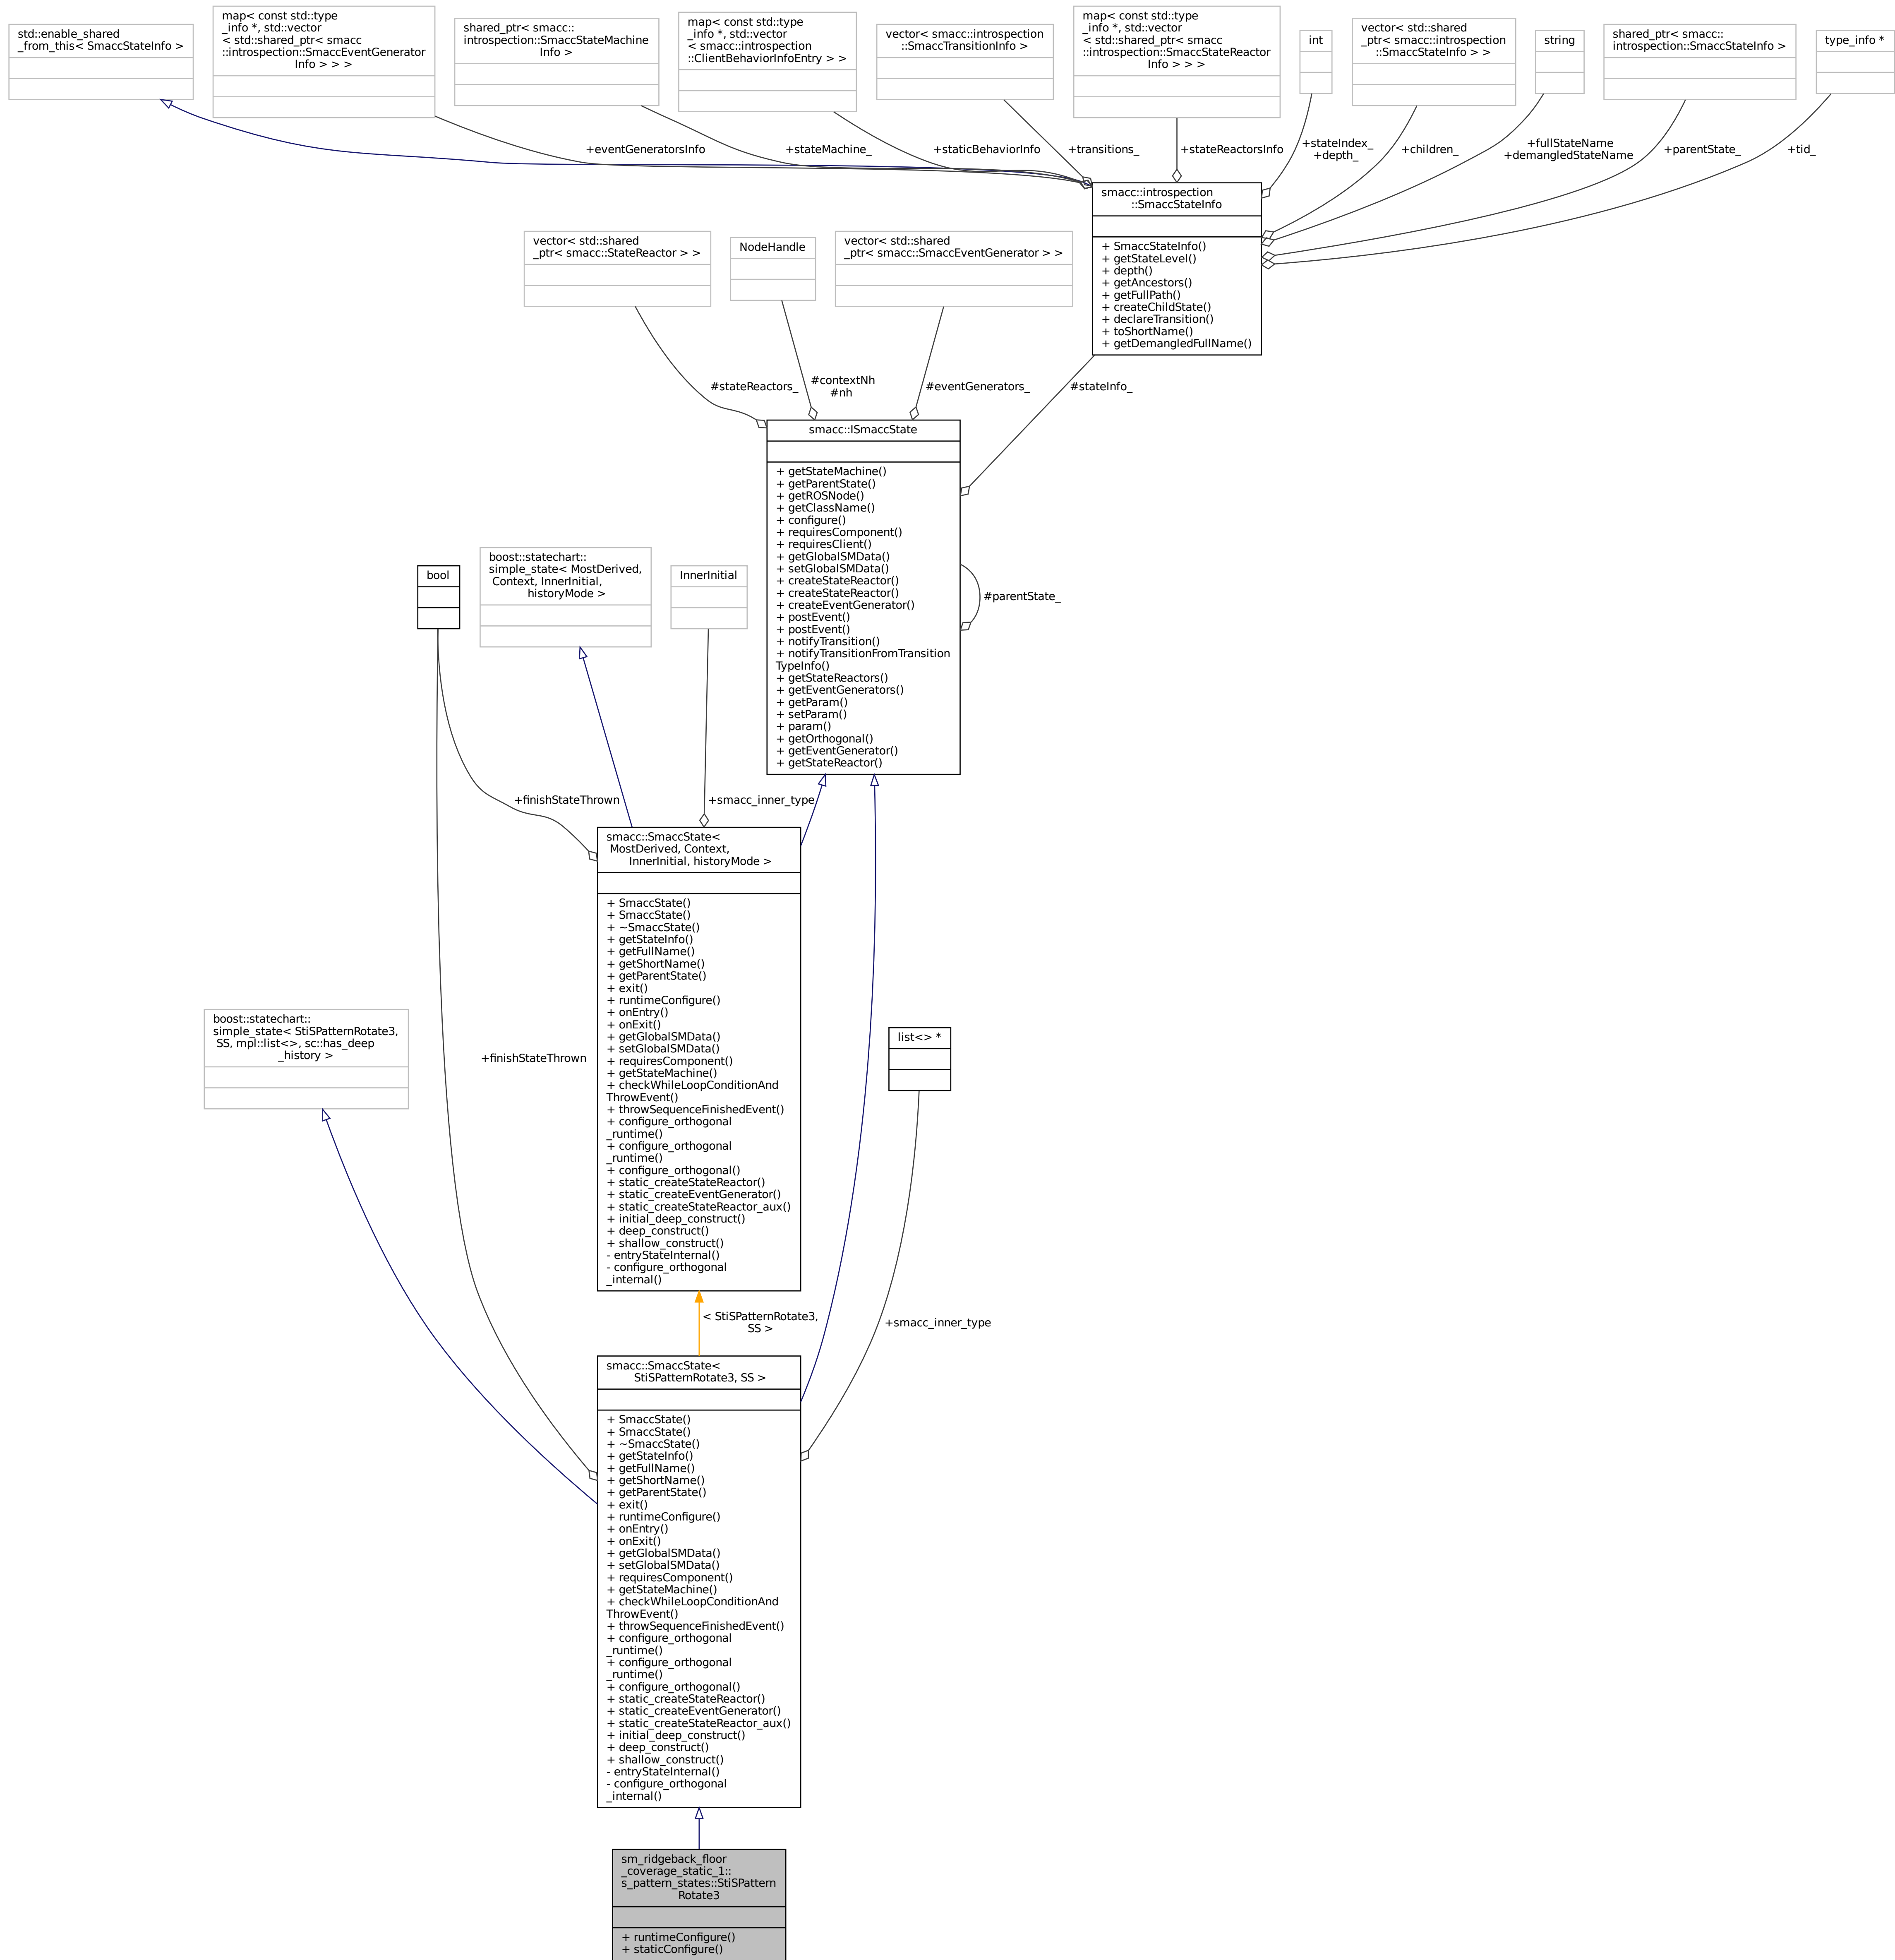 std::enable_shared
_from_this< SmaccStateInfo >
map< const std::type
_info *, std::vector
< std::shared_ptr< smacc
::introspection::SmaccEventGenerator
Info > > >
shared_ptr< smacc::
introspection::SmaccStateMachine
Info >
map< const std::type
_info *, std::vector
< smacc::introspection
::ClientBehaviorInfoEntry > >
vector< smacc::introspection
::SmaccTransitionInfo >
map< const std::type
_info *, std::vector
< std::shared_ptr< smacc
::introspection::SmaccStateReactor
Info > > >
int
vector< std::shared
_ptr< smacc::introspection
::SmaccStateInfo > >
string
shared_ptr< smacc::
introspection::SmaccStateInfo >
type_info *
+eventGeneratorsInfo
+stateMachine_
+staticBehaviorInfo
+transitions_
+stateReactorsInfo
+stateIndex_
+depth_
+children_
+fullStateName
+demangledStateName
+parentState_
+tid_
smacc::introspection
::SmaccStateInfo
+ SmaccStateInfo()
+ getStateLevel()
+ depth()
+ getAncestors()
+ getFullPath()
+ createChildState()
+ declareTransition()
+ toShortName()
+ getDemangledFullName()
vector< std::shared
_ptr< smacc::StateReactor > >
NodeHandle
vector< std::shared
_ptr< smacc::SmaccEventGenerator > >
#stateReactors_
#contextNh
#nh
#eventGenerators_
#stateInfo_
smacc::ISmaccState
+ getStateMachine()
+ getParentState()
+ getROSNode()
+ getClassName()
+ configure()
+ requiresComponent()
+ requiresClient()
+ getGlobalSMData()
+ setGlobalSMData()
+ createStateReactor()
+ createStateReactor()
+ createEventGenerator()
+ postEvent()
+ postEvent()
+ notifyTransition()
+ notifyTransitionFromTransition
TypeInfo()
+ getStateReactors()
+ getEventGenerators()
+ getParam()
+ setParam()
+ param()
+ getOrthogonal()
+ getEventGenerator()
+ getStateReactor()
#parentState_
bool
boost::statechart::
simple_state< MostDerived,
Context, InnerInitial,
historyMode >
InnerInitial
+finishStateThrown
+smacc_inner_type
smacc::SmaccState<
MostDerived, Context,
InnerInitial, historyMode >
+ SmaccState()
+ SmaccState()
+ ~SmaccState()
+ getStateInfo()
+ getFullName()
+ getShortName()
+ getParentState()
+ exit()
+ runtimeConfigure()
+ onEntry()
+ onExit()
+ getGlobalSMData()
+ setGlobalSMData()
+ requiresComponent()
+ getStateMachine()
+ checkWhileLoopConditionAnd
ThrowEvent()
+ throwSequenceFinishedEvent()
+ configure_orthogonal
_runtime()
+ configure_orthogonal
_runtime()
+ configure_orthogonal()
+ static_createStateReactor()
+ static_createEventGenerator()
+ static_createStateReactor_aux()
+ initial_deep_construct()
+ deep_construct()
+ shallow_construct()
- entryStateInternal()
- configure_orthogonal
_internal()
boost::statechart::
simple_state< StiSPatternRotate3,
SS, mpl::list<>, sc::has_deep
_history >
+finishStateThrown
list<> *
< StiSPatternRotate3,
SS >
+smacc_inner_type
smacc::SmaccState<
StiSPatternRotate3, SS >
+ SmaccState()
+ SmaccState()
+ ~SmaccState()
+ getStateInfo()
+ getFullName()
+ getShortName()
+ getParentState()
+ exit()
+ runtimeConfigure()
+ onEntry()
+ onExit()
+ getGlobalSMData()
+ setGlobalSMData()
+ requiresComponent()
+ getStateMachine()
+ checkWhileLoopConditionAnd
ThrowEvent()
+ throwSequenceFinishedEvent()
+ configure_orthogonal
_runtime()
+ configure_orthogonal
_runtime()
+ configure_orthogonal()
+ static_createStateReactor()
+ static_createEventGenerator()
+ static_createStateReactor_aux()
+ initial_deep_construct()
+ deep_construct()
+ shallow_construct()
- entryStateInternal()
- configure_orthogonal
_internal()
sm_ridgeback_floor
_coverage_static_1::
s_pattern_states::StiSPattern
Rotate3
+ runtimeConfigure()
+ staticConfigure()